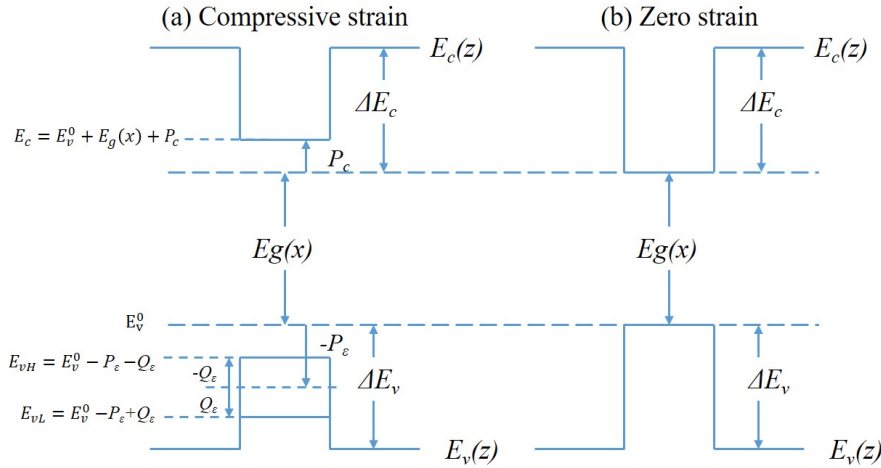 (a) Compressive strain
(b) Zero strain
E_c(z)
E_c(z)
ΔE_c
ΔE_c
E_c = E_v^0 + E_g(x) + P_c
P_c
Eg(x)
Eg(x)
E_v^0
-P_ε
E_vH = E_v^0 − P_ε −Q_ε
-Q_ε
ΔE_v
ΔE_v
Q_ε
E_vL = E_v^0 −P_ε+Q_ε
E_v(z)
E_v(z)